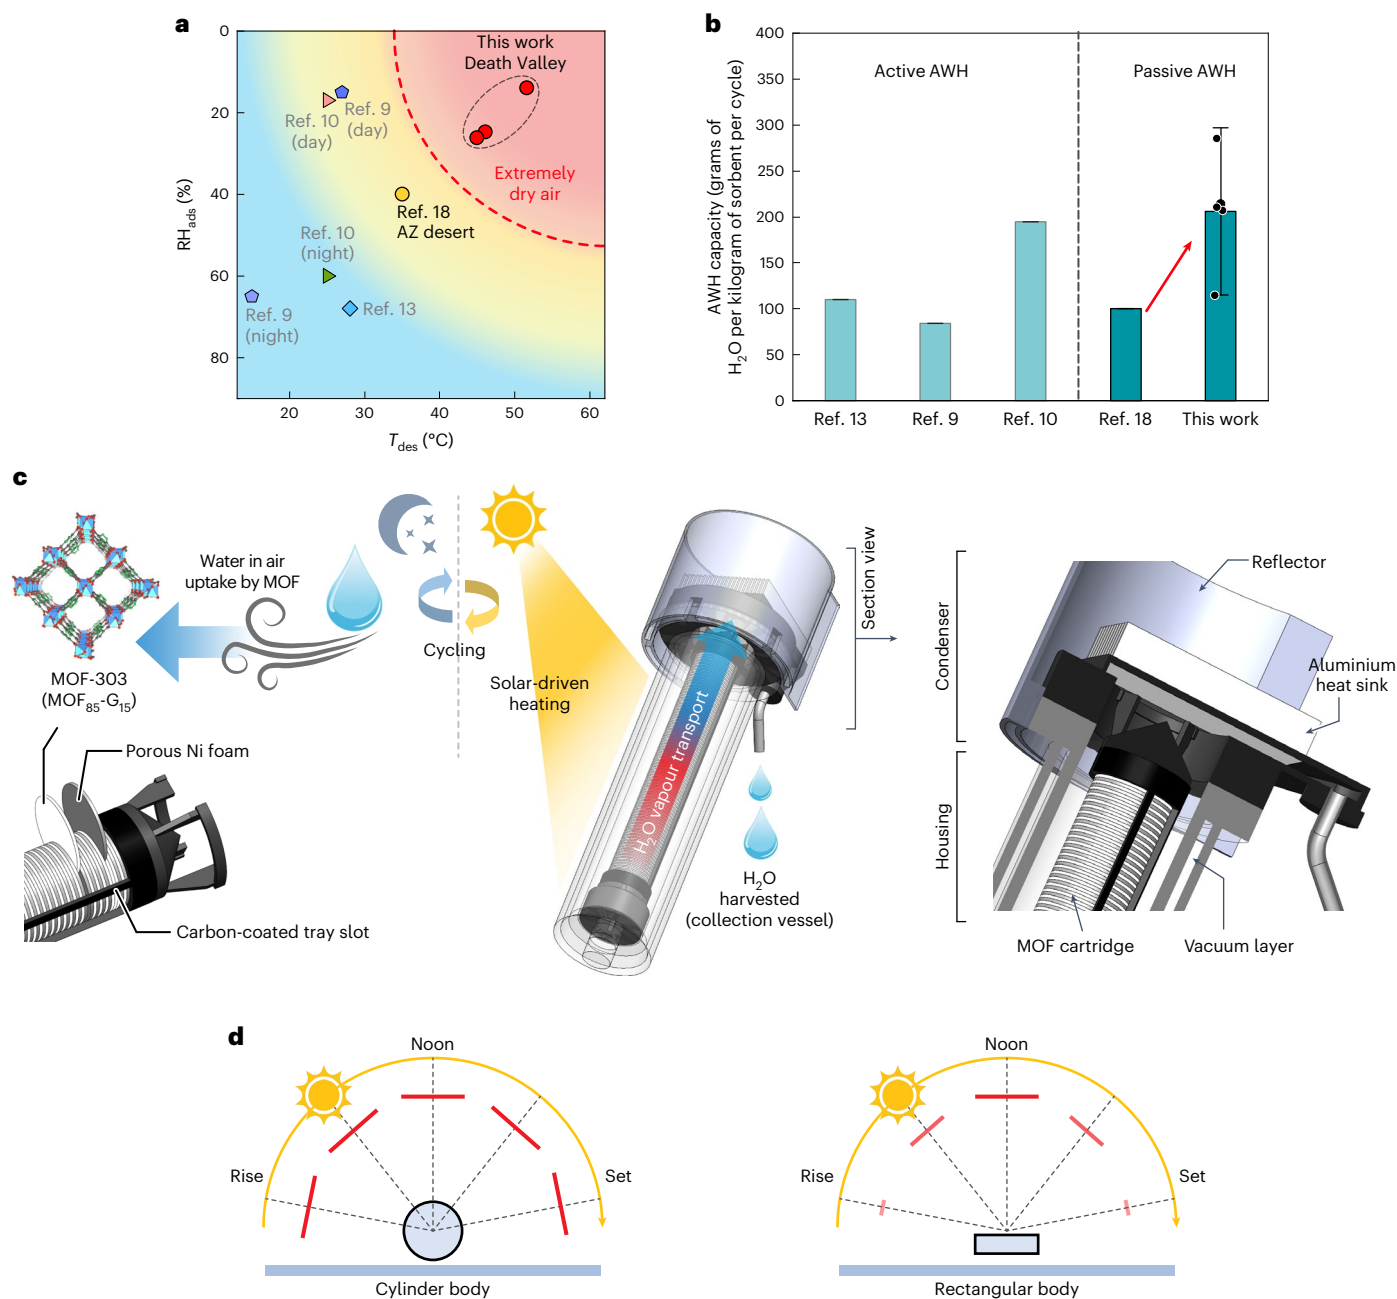 a
0
20
40
60
80
RH_ads (%)
20
30
40
50
60
T_des (°C)
This work
Death Valley
Ref. 10
(day)
Ref. 9
(day)
Extremely
dry air
Ref. 18
AZ desert
Ref. 10
(night)
Ref. 9
(night)
Ref. 13
b
400
350
300
250
200
150
100
50
0
AWH capacity (grams of
H₂O per kilogram of sorbent per cycle)
Active AWH
Passive AWH
Ref. 13
Ref. 9
Ref. 10
Ref. 18
This work
c
Water in air
uptake by MOF
MOF-303
(MOF₈₅-G₁₅)
Porous Ni foam
Carbon-coated tray slot
Cycling
Solar-driven
heating
H₂O vapour transport
H₂O
harvested
(collection vessel)
Section view
Condenser
Housing
Reflector
Aluminium
heat sink
MOF cartridge
Vacuum layer
d
Noon
Rise
Set
Cylinder body
Noon
Rise
Set
Rectangular body